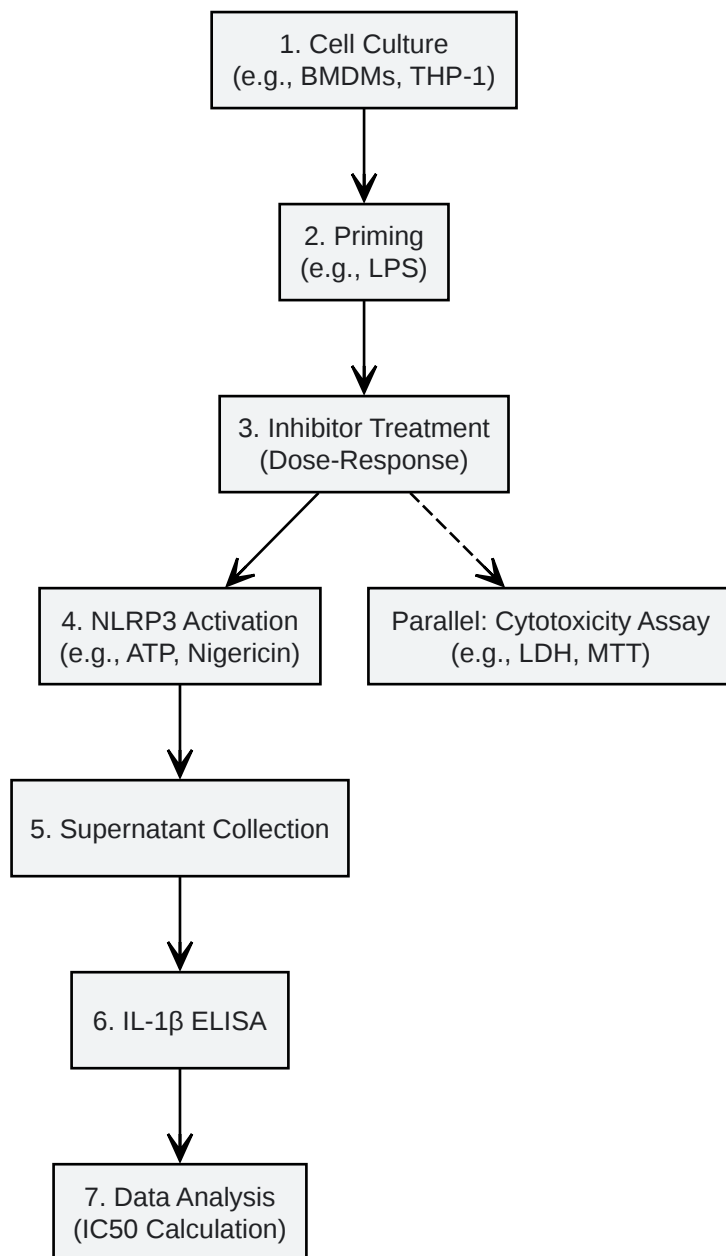 1. Cell Culture
(e.g., BMDMs, THP-1)
2. Priming
(e.g., LPS)
3. Inhibitor Treatment
(Dose-Response)
4. NLRP3 Activation
(e.g., ATP, Nigericin)
Parallel: Cytotoxicity Assay
(e.g., LDH, MTT)
5. Supernatant Collection
6. IL-1β ELISA
7. Data Analysis
(IC50 Calculation)